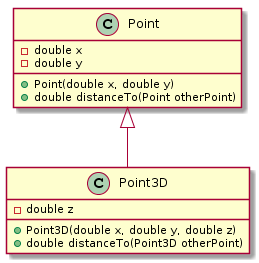 C Point
double x
double y
Point(double x, double y)
double distanceTo(Point otherPoint)
C Point3D
double z
Point3D(double x, double y, double z)
double distanceTo(Point3D otherPoint)